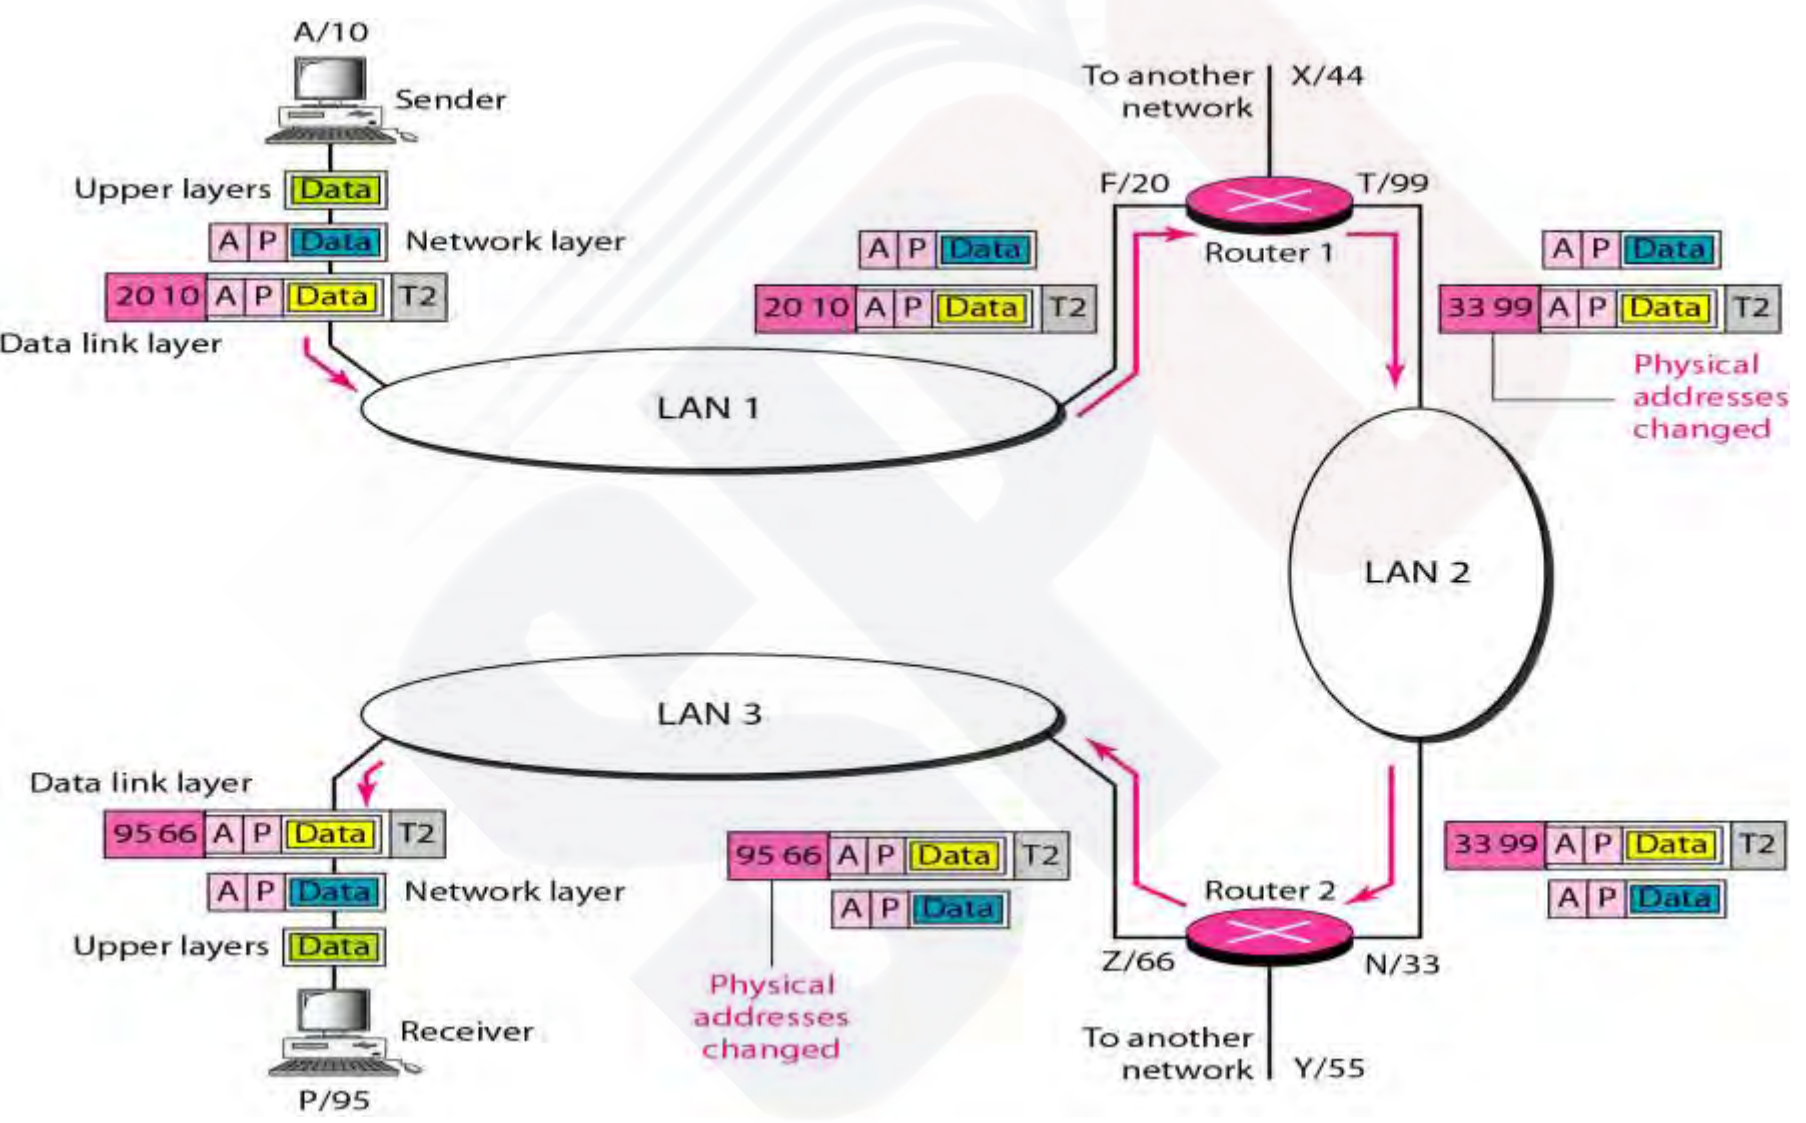 A/10
Sender
Upper layers Data
A P Data Network layer
20 10 A P Data T2
Data link layer
LAN 1
A P Data
20 10 A P Data T2
To another
network
X/44
F/20
T/99
Router 1
A P Data
33 99 A P Data T2
Physical
addresses
changed
LAN 2
33 99 A P Data T2
A P Data
Router 2
Z/66
N/33
To another
network
Y/55
95 66 A P Data T2
A P Data
Physical
addresses
changed
LAN 3
Data link layer
95 66 A P Data T2
A P Data Network layer
Upper layers Data
Receiver
P/95